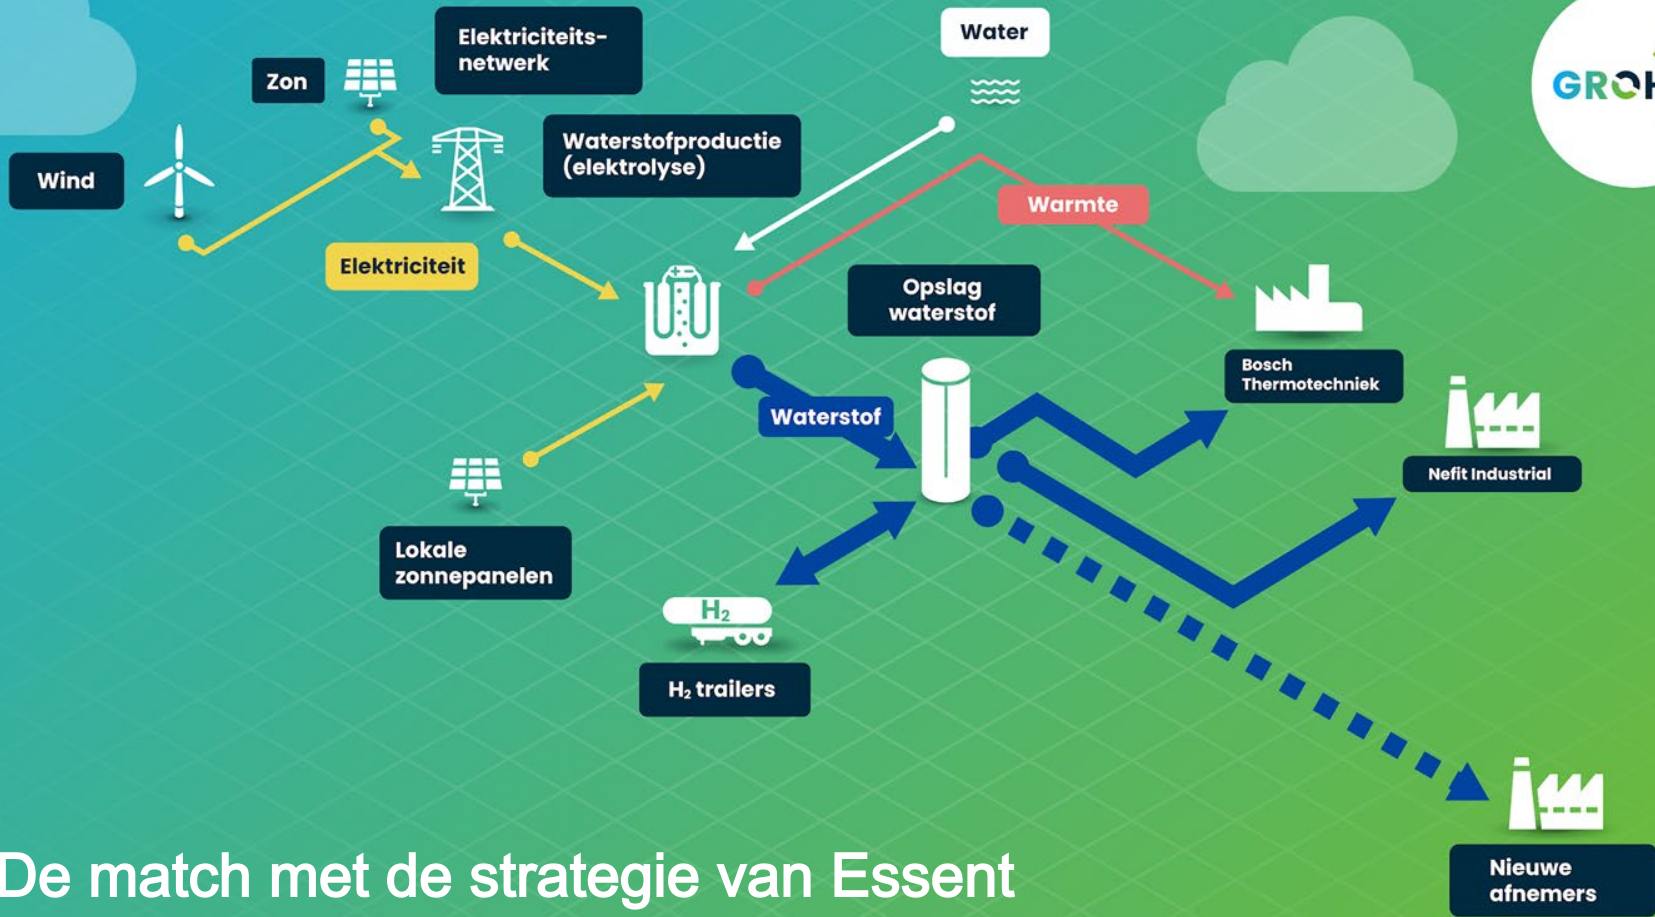 Elektriciteits-
netwerk
Water
Zon
Waterstofproductie
(elektrolyse)
Wind
Warmte
Elektriciteit
Opslag
waterstof
Bosch
Thermotechniek
Waterstof
Nefit Industrial
Lokale
zonnepanelen
H₂
H₂ trailers
Nieuwe
afnemers
De match met de strategie van Essent